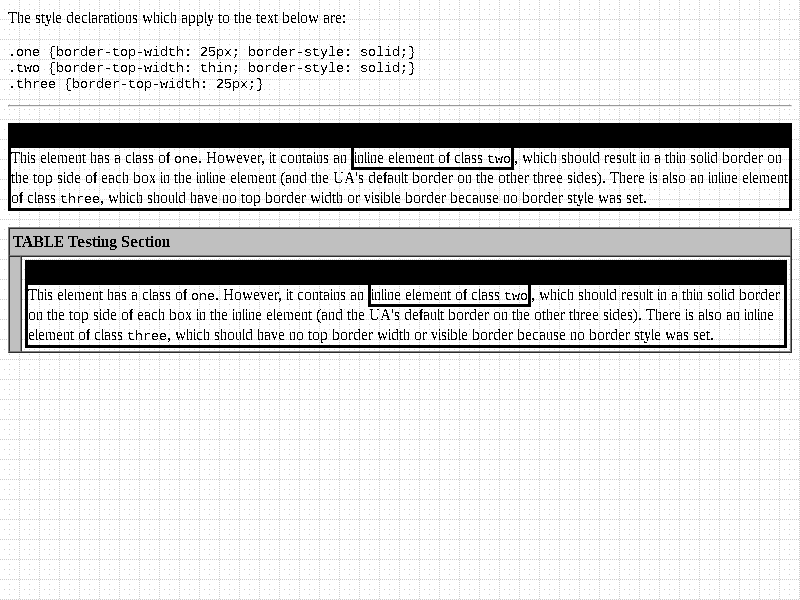 The style declarations which apply to the text below are:
.one {border-top-width: 25px; border-style: solid;}
.two {border-top-width: thin; border-style: solid;}
.three {border-top-width: 25px;}
This element has a class of one. However, it contains an inline element of class two, which should result in a thin solid border on
the top side of each box in the inline element (and the UA's default border on the other three sides). There is also an inline element
of class three, which should have no top border width or visible border because no border style was set.
TABLE Testing Section
This element has a class of one. However, it contains an inline element of class two, which should result in a thin solid border
on the top side of each box in the inline element (and the UA's default border on the other three sides). There is also an inline
element of class three, which should have no top border width or visible border because no border style was set.